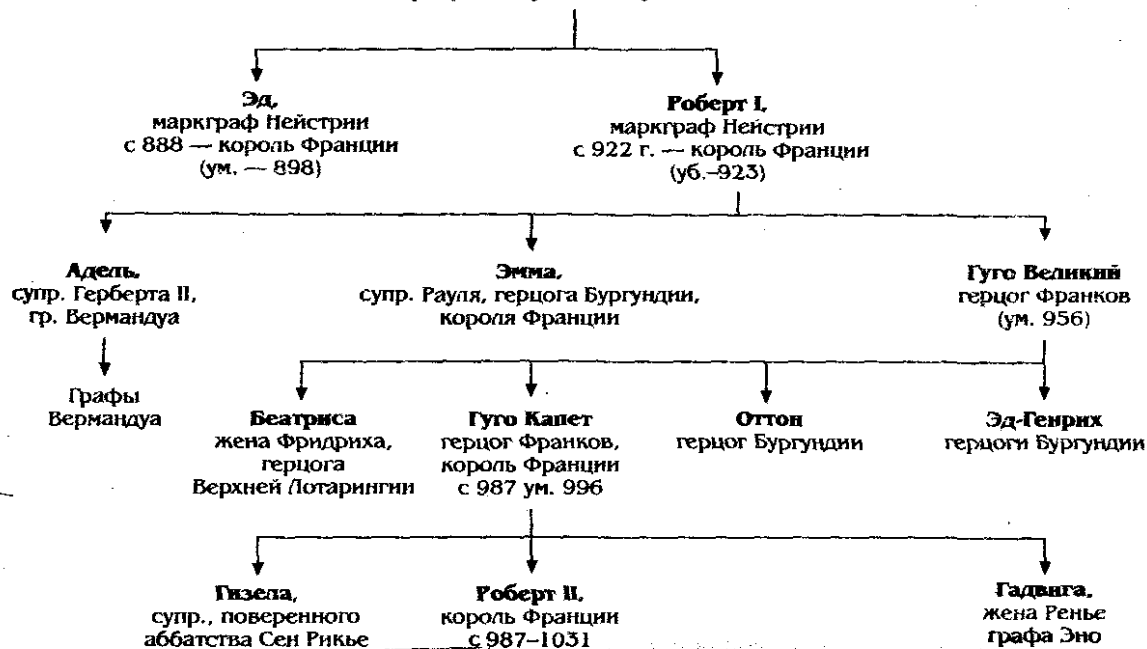 Эд,
маркграф Нейстрии
с 888 — король Франции
(ум. — 898)
Роберт I,
маркграф Нейстрии
с 922 г. — король Франции
(уб.–923)
Адель,
супр. Герберта II,
гр. Вермандуа
Эмма,
супр. Рауля, герцога Бургундии,
короля Франции
Гуго Великий
герцог Франков
(ум. 956)
Графы
Вермандуа
Беатриса
жена Фридриха,
герцога
Верхней Лотарингии
Гуго Капет
герцог Франков,
король Франции
с 987 ум. 996
Оттон
герцог Бургундии
Эд-Генрих
герцоги Бургундии
Гизела,
супр., поверенного
аббатства Сен Рикье
Роберт II,
король Франции
с 987–1031
Гадвига,
жена Ренье
графа Эно